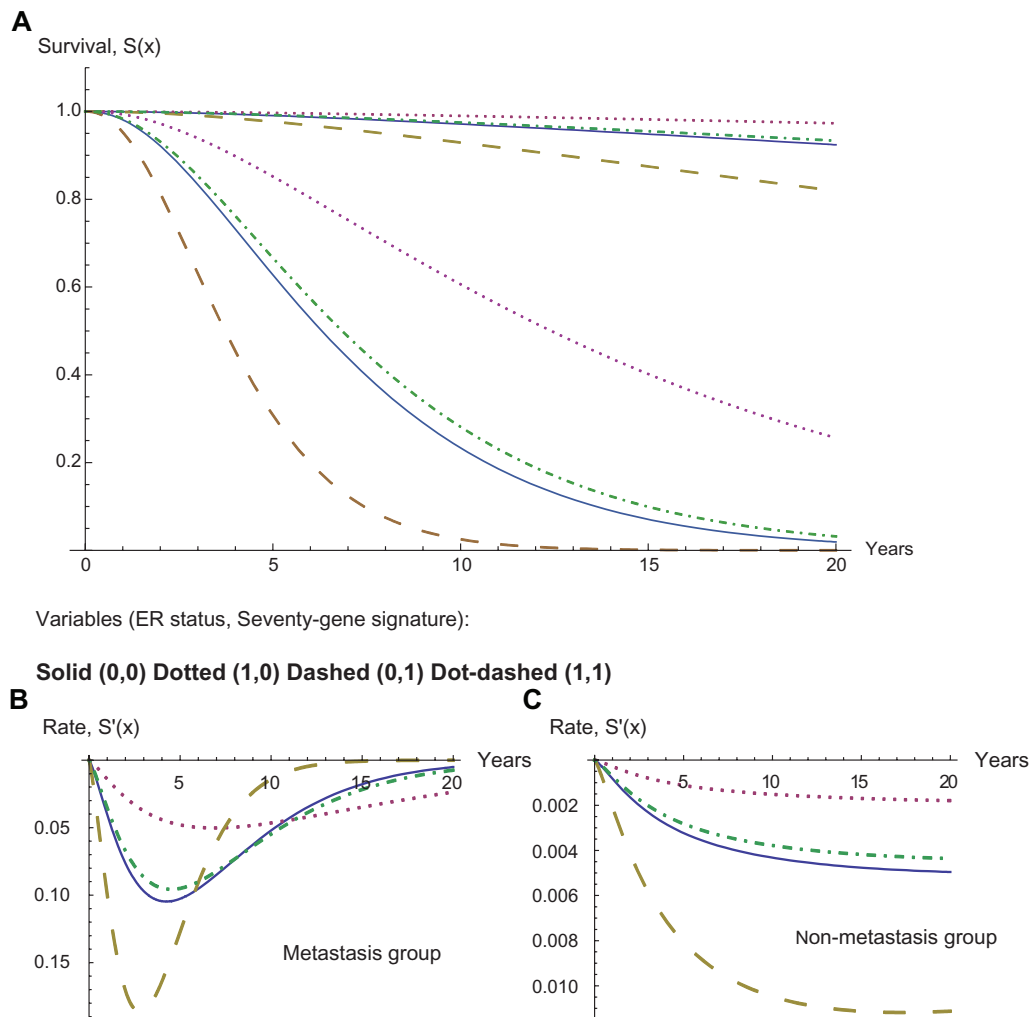 A
Survival, S(x)
1.0
0.8
0.6
0.4
0.2
0 5 10 15 20 Years
Variables (ER status, Seventy-gene signature):
Solid (0,0) Dotted (1,0) Dashed (0,1) Dot-dashed (1,1)
B
Rate, S'(x)
Years
5 10 15 20
0.05
0.10
0.15
Metastasis group
C
Rate, S'(x)
Years
5 10 15 20
0.002
0.004
0.006
0.008
0.010
Non-metastasis group